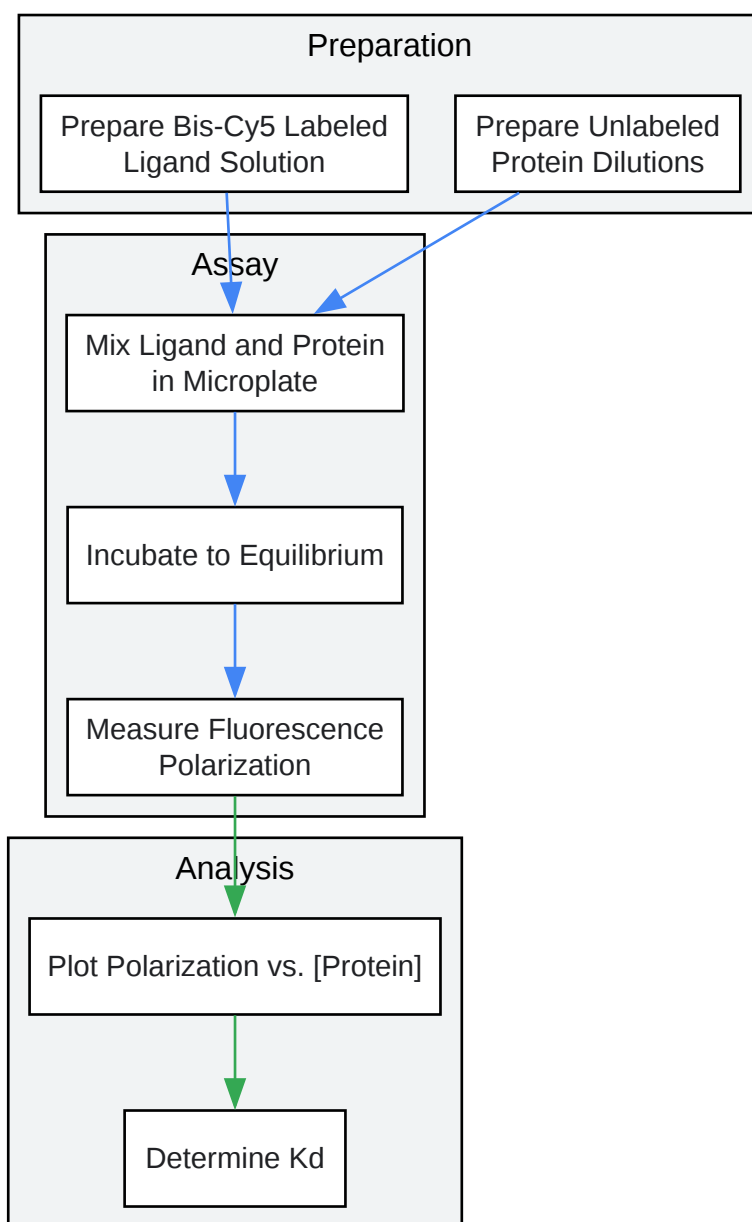 Preparation
Prepare Bis-Cy5 Labeled
Ligand Solution
Prepare Unlabeled
Protein Dilutions
Assay
Mix Ligand and Protein
in Microplate
Incubate to Equilibrium
Measure Fluorescence
Polarization
Analysis
Plot Polarization vs. [Protein]
Determine Kd